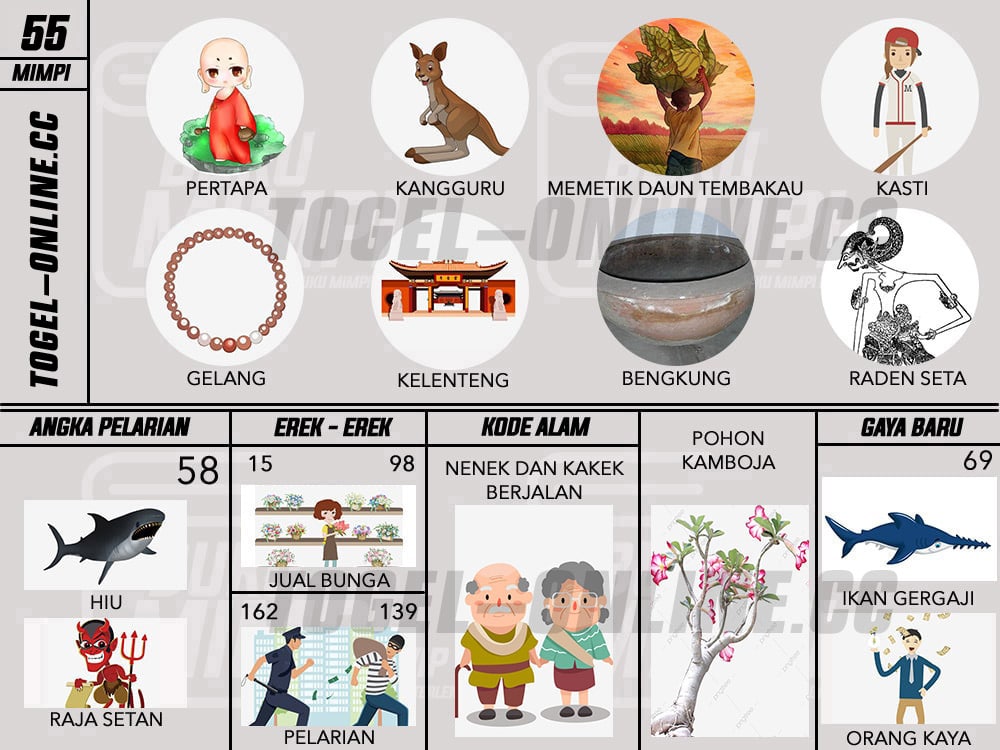 55
MIMPI
TOGEL-ONLINE.CC
PERTAPA
KANGGURU
MEMETIK DAUN TEMBAKAU
KASTI
TOGEL-ONLINE.CC
GELANG
KELENTENG
BENGKUNG
RADEN SETA
ANGKA PELARIAN
EREK - EREK
KODE ALAM
GAYA BARU
58
HIU
RAJA SETAN
15
98
JUAL BUNGA
162
139
PELARIAN
NENEK DAN KAKEK
BERJALAN
POHON
KAMBOJA
69
IKAN GERGAJI
ORANG KAYA
TOGEL-ONLINE.CC